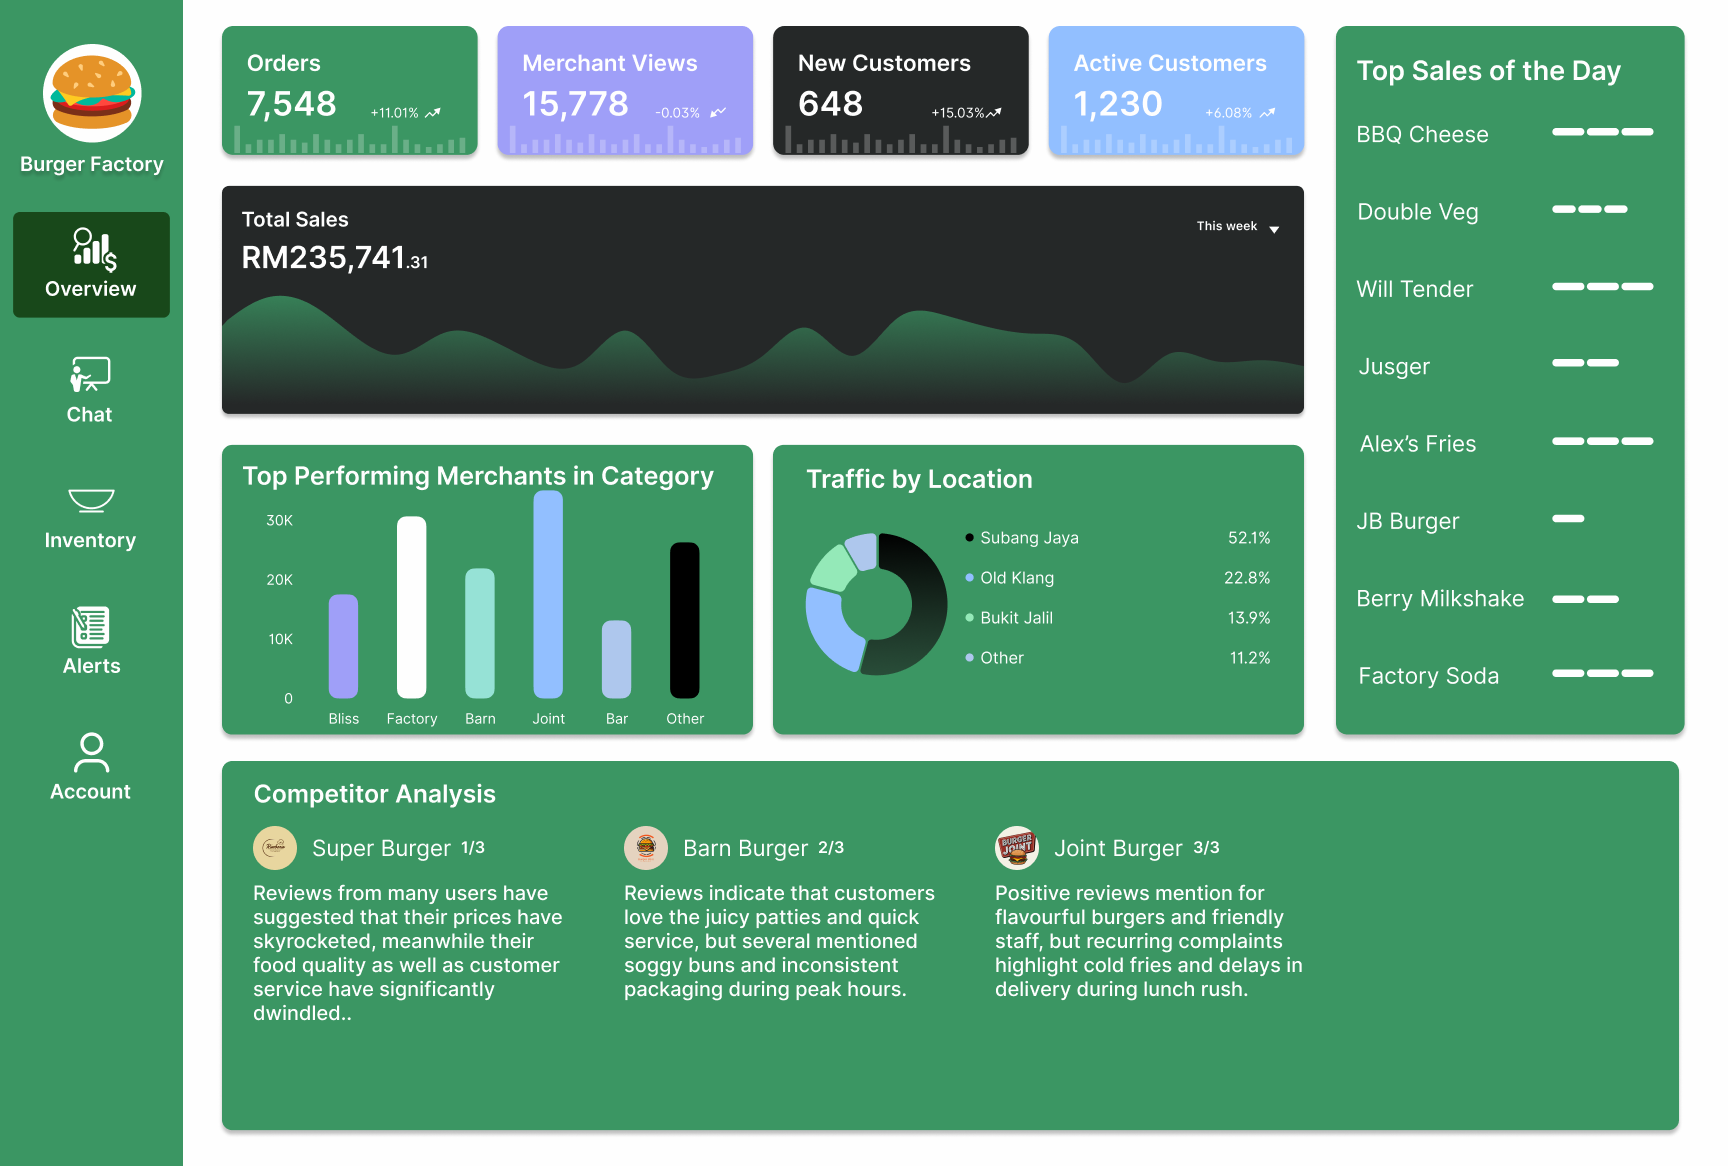 Burger Factory
Overview
Chat
Inventory
Alerts
Account
Orders
7,548
+11.01%
Merchant Views
15,778
-0.03%
New Customers
648
+15.03%
Active Customers
1,230
+6.08%
Total Sales
RM235,741.31
This week
Top Performing Merchants in Category
30K
20K
10K
0
Bliss
Factory
Barn
Joint
Bar
Other
Traffic by Location
Subang Jaya 52.1%
Old Klang 22.8%
Bukit Jalil 13.9%
Other 11.2%
Top Sales of the Day
BBQ Cheese
Double Veg
Will Tender
Jusger
Alex’s Fries
JB Burger
Berry Milkshake
Factory Soda
Competitor Analysis
Super Burger 1/3
Reviews from many users have
suggested that their prices have
skyrocketed, meanwhile their
food quality as well as customer
service have significantly
dwindled..
Barn Burger 2/3
Reviews indicate that customers
love the juicy patties and quick
service, but several mentioned
soggy buns and inconsistent
packaging during peak hours.
BURGER
JOINT
Joint Burger 3/3
Positive reviews mention for
flavourful burgers and friendly
staff, but recurring complaints
highlight cold fries and delays in
delivery during lunch rush.